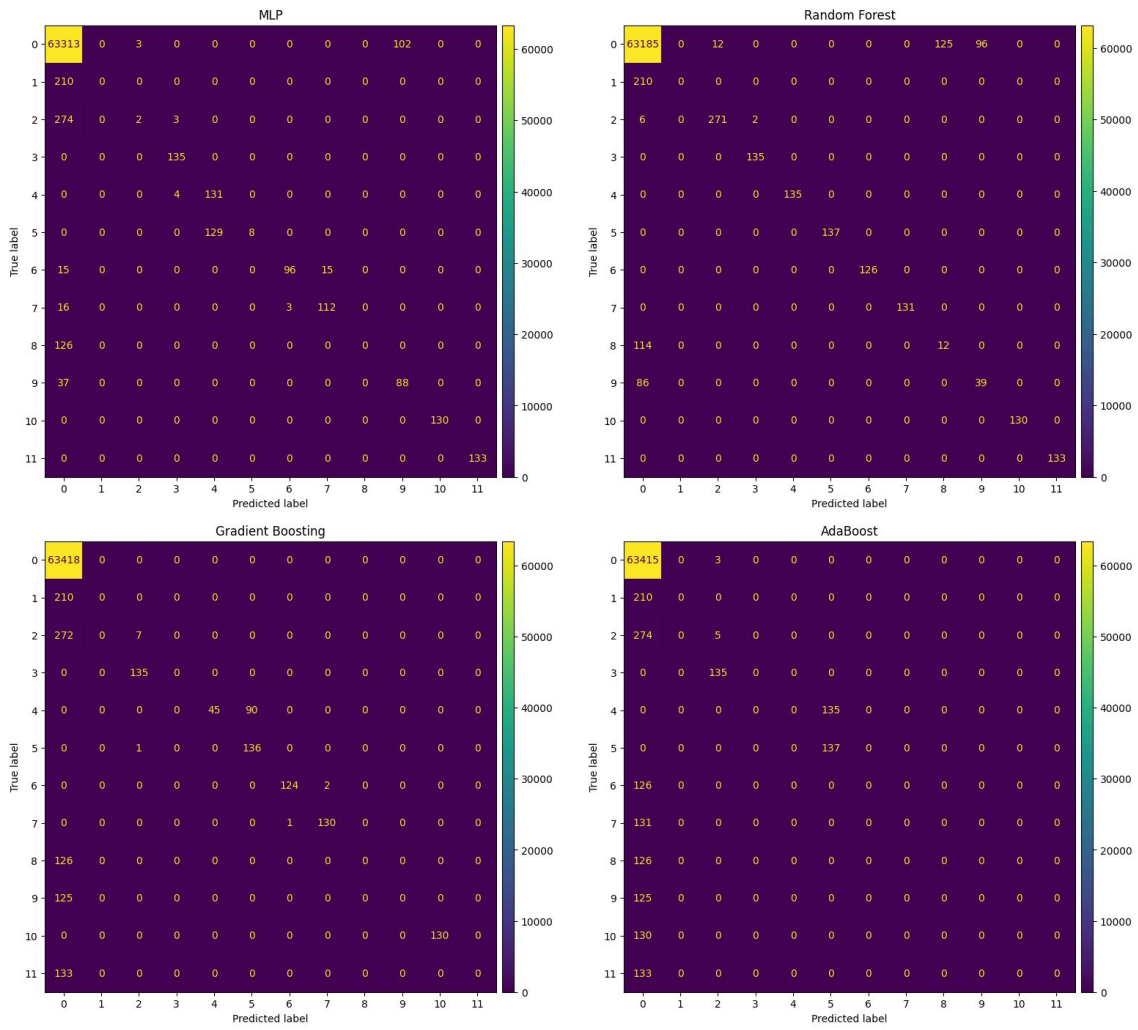 MLP
0 63313 0 3 0 0 0 0 0 0 102 0 0
1 210 0 0 0 0 0 0 0 0 0 0 0
2 274 0 2 3 0 0 0 0 0 0 0 0
3 0 0 0 135 0 0 0 0 0 0 0 0
4 0 0 0 4 131 0 0 0 0 0 0 0
5 0 0 0 0 129 8 0 0 0 0 0 0
6 15 0 0 0 0 0 96 15 0 0 0 0
7 16 0 0 0 0 0 3 112 0 0 0 0
8 126 0 0 0 0 0 0 0 0 0 0 0
9 37 0 0 0 0 0 0 0 0 88 0 0
10 0 0 0 0 0 0 0 0 0 0 130 0
11 0 0 0 0 0 0 0 0 0 0 0 133
0 1 2 3 4 5 6 7 8 9 10 11
Predicted label
True label
60000
50000
40000
30000
20000
10000
0
Random Forest
0 63185 0 12 0 0 0 0 0 125 96 0 0
1 210 0 0 0 0 0 0 0 0 0 0 0
2 6 0 271 2 0 0 0 0 0 0 0 0
3 0 0 0 135 0 0 0 0 0 0 0 0
4 0 0 0 0 135 0 0 0 0 0 0 0
5 0 0 0 0 0 137 0 0 0 0 0 0
6 0 0 0 0 0 0 126 0 0 0 0 0
7 0 0 0 0 0 0 0 131 0 0 0 0
8 114 0 0 0 0 0 0 0 12 0 0 0
9 86 0 0 0 0 0 0 0 0 39 0 0
10 0 0 0 0 0 0 0 0 0 0 130 0
11 0 0 0 0 0 0 0 0 0 0 0 133
0 1 2 3 4 5 6 7 8 9 10 11
Predicted label
True label
60000
50000
40000
30000
20000
10000
0
Gradient Boosting
0 63418 0 0 0 0 0 0 0 0 0 0 0
1 210 0 0 0 0 0 0 0 0 0 0 0
2 272 0 7 0 0 0 0 0 0 0 0 0
3 0 0 135 0 0 0 0 0 0 0 0 0
4 0 0 0 0 45 90 0 0 0 0 0 0
5 0 0 1 0 0 136 0 0 0 0 0 0
6 0 0 0 0 0 0 124 2 0 0 0 0
7 0 0 0 0 0 0 1 130 0 0 0 0
8 126 0 0 0 0 0 0 0 0 0 0 0
9 125 0 0 0 0 0 0 0 0 0 0 0
10 0 0 0 0 0 0 0 0 0 0 130 0
11 133 0 0 0 0 0 0 0 0 0 0 0
0 1 2 3 4 5 6 7 8 9 10 11
Predicted label
True label
60000
50000
40000
30000
20000
10000
0
AdaBoost
0 63415 0 3 0 0 0 0 0 0 0 0 0
1 210 0 0 0 0 0 0 0 0 0 0 0
2 274 0 5 0 0 0 0 0 0 0 0 0
3 0 0 135 0 0 0 0 0 0 0 0 0
4 0 0 0 0 0 135 0 0 0 0 0 0
5 0 0 0 0 0 137 0 0 0 0 0 0
6 126 0 0 0 0 0 0 0 0 0 0 0
7 131 0 0 0 0 0 0 0 0 0 0 0
8 126 0 0 0 0 0 0 0 0 0 0 0
9 125 0 0 0 0 0 0 0 0 0 0 0
10 130 0 0 0 0 0 0 0 0 0 0 0
11 133 0 0 0 0 0 0 0 0 0 0 0
0 1 2 3 4 5 6 7 8 9 10 11
Predicted label
True label
60000
50000
40000
30000
20000
10000
0